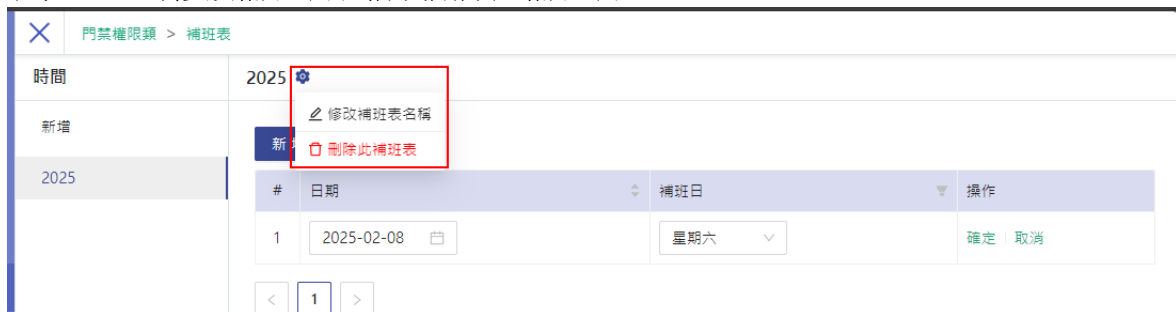 門禁權限類 > 補班表
時間
2025
新增
修改補班表名稱
刪除此補班表
2025
# 日期 補班日 操作
1 2025-02-08 星期六 確定 取消
< 1 >